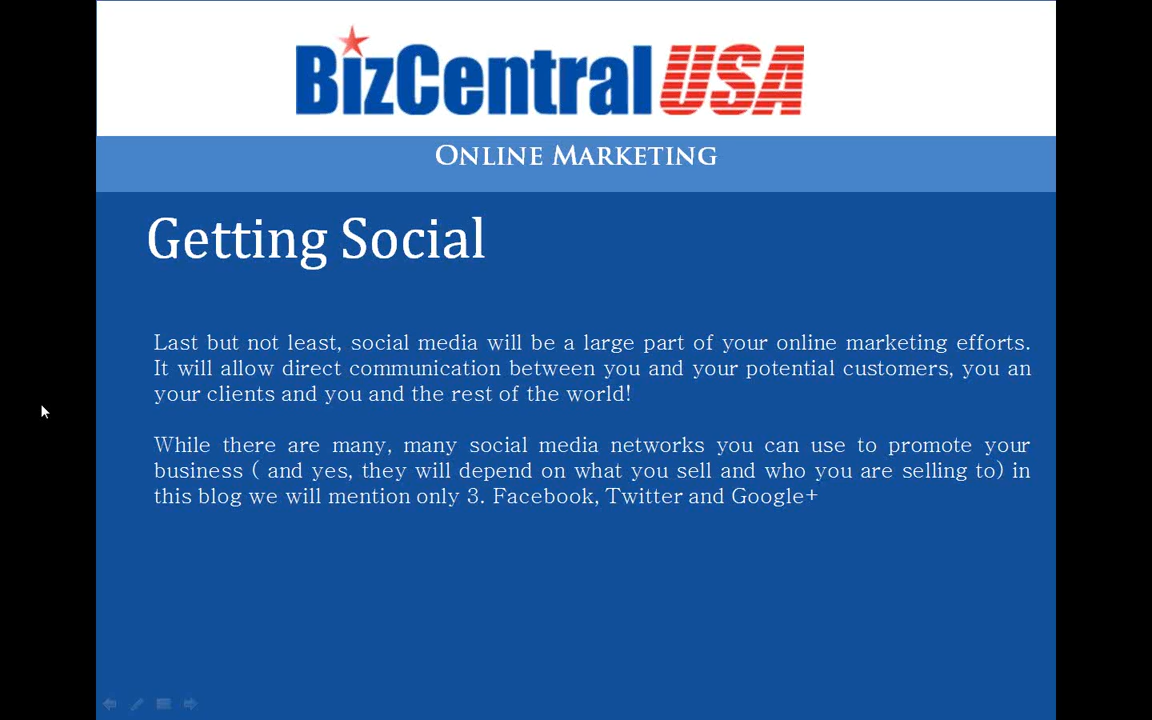 BizCentral USA
Online Marketing
Getting Social
Last but not least, social media will be a large part of your online marketing efforts.
It will allow direct communication between you and your potential customers, you an
your clients and you and the rest of the world!
While there are many, many social media networks you can use to promote your
business ( and yes, they will depend on what you sell and who you are selling to) in
this blog we will mention only 3. Facebook, Twitter and Google+